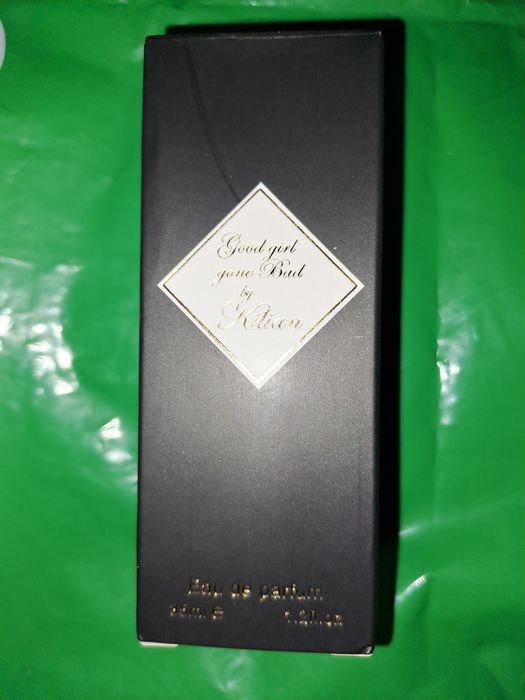 Good girl
gone Bad
by
Kilian
Eau de parfum